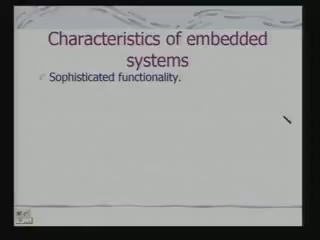 Characteristics of embedded
systems
Sophisticated functionality.